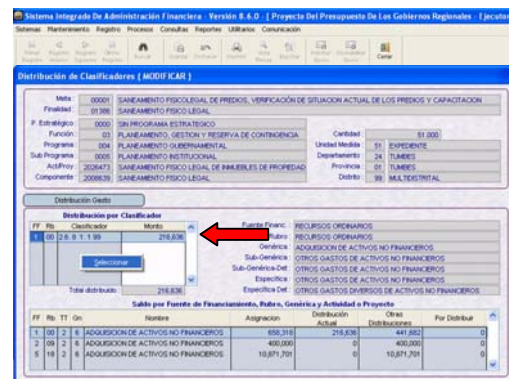 Sistema Integrado De Administración Financiera - Versión 8.6.0 - [ Proyecto Del Presupuesto De Los Gobiernos Regionales - Ejecutor
Sistemas Mantenimiento Registro Procesos Consultas Reportes Utilitarios Comunicación
Cerrar
Distribución de Clasificadores ( MODIFICAR )
Meta : 00001 SANEAMIENTO FISICOLEGAL DE PREDIOS, VERIFICACIÓN DE SITUACION ACTUAL DE LOS PREDIOS Y CAPACITACION
Finalidad : 01386 SANEAMIENTO FISICO LEGAL
P. Estratégico 0000 SIN PROGRAMA ESTRATEGICO
Función : 03 PLANEAMIENTO, GESTION Y RESERVA DE CONTINGENCIA Cantidad : 51.000
Programa 004 PLANEAMIENTO GUBERNAMENTAL Unidad Medida : 51 EXPEDIENTE
Sub Programa 0005 PLANEAMIENTO INSTITUCIONAL Departamento : 24 TUMBES
Act/Proy : 2026473 SANEAMIENTO FISICO LEGAL DE INMUEBLES DE PROPIEDAD Provincia : 01 TUMBES
Componente : 2008639 SANEAMIENTO FISICO LEGAL Distrito : 99 MULTIDISTRITAL
Distribución Gasto
Distribución por Clasificador
FF Rb Clasificador Monto
1 00 2.6. 8. 1. 1 99 216,636
Seleccionar
Total distribuido 216,636
Fuente Financ. : RECURSOS ORDINARIOS
Rubro : RECURSOS ORDINARIOS
Genérica : ADQUISICION DE ACTIVOS NO FINANCIEROS
Sub-Genérica : OTROS GASTOS DE ACTIVOS NO FINANCIEROS
Sub-Genérica-Det : OTROS GASTOS DE ACTIVOS NO FINANCIEROS
Específica : OTROS GASTOS DE ACTIVOS NO FINANCIEROS
Específica Det : OTROS GASTOS DIVERSOS DE ACTIVOS NO FINANCIEROS
Saldo por Fuente de Financiamiento, Rubro, Genérica y Actividad o Proyecto
FF Rb TT Gn Nombre Asignacion Distribución Actual Otras Distribuciones Por Distribuir
1 00 2 6 ADQUISICION DE ACTIVOS NO FINANCIEROS 658,318 216,636 441,682 0
2 09 2 6 ADQUISICION DE ACTIVOS NO FINANCIEROS 400,000 0 400,000 0
5 18 2 6 ADQUISICION DE ACTIVOS NO FINANCIEROS 10,671,701 0 10,671,701 0